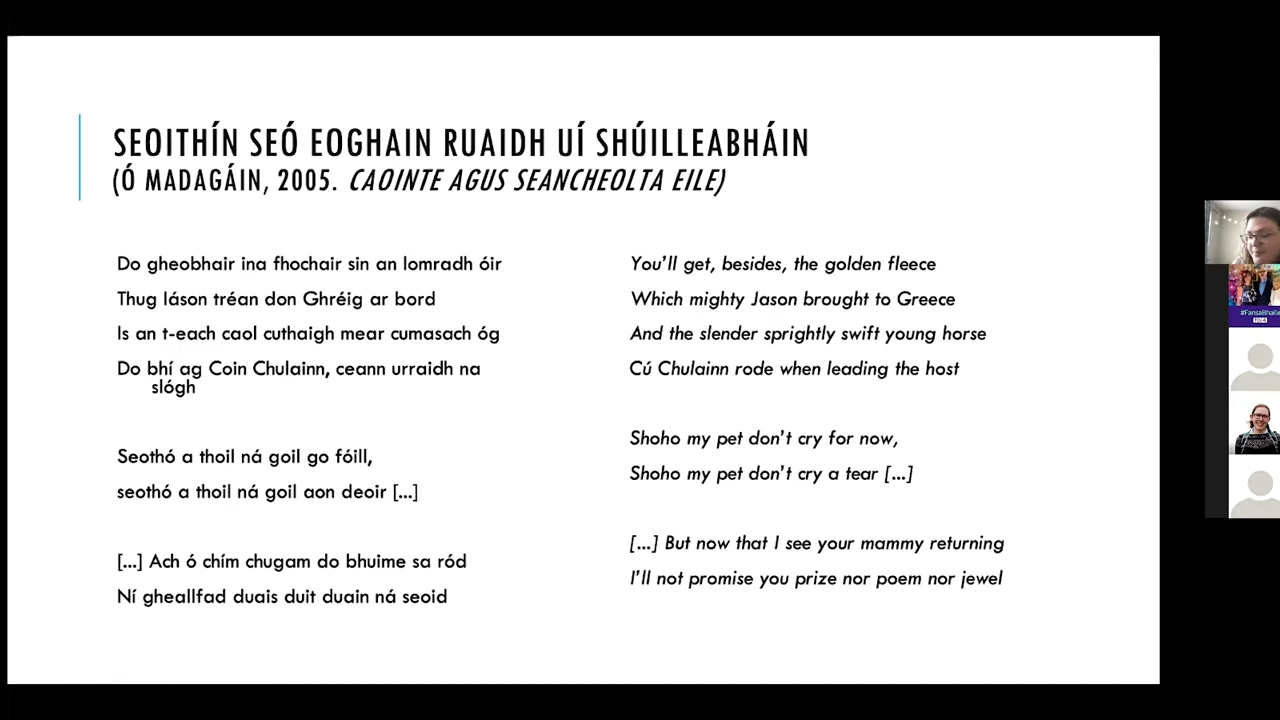 SEOITHÍN SEÓ EOGHAIN RUAIDH UÍ SHÚILLEABHÁIN
(Ó MADAGÁIN, 2005. CAOINTE AGUS SEANCHEOLTA EILE)
Do gheobhair ina fhochair sin an lomradh óir
Thug Iáson tréan don Ghréig ar bord
Is an t-each caol cuthaigh mear cumasach óg
Do bhí ag Coin Chulainn, ceann urraidh na
slógh
Seothó a thoil ná goil go fóill,
seothó a thoil ná goil aon deoir [...]
[...] Ach ó chím chugam do bhuime sa ród
Ní gheallfad duais duit duain ná seoid
You'll get, besides, the golden fleece
Which mighty Jason brought to Greece
And the slender sprightly swift young horse
Cú Chulainn rode when leading the host
Shoho my pet don't cry for now,
Shoho my pet don't cry a tear [...]
[...] But now that I see your mammy returning
I'll not promise you prize nor poem nor jewel